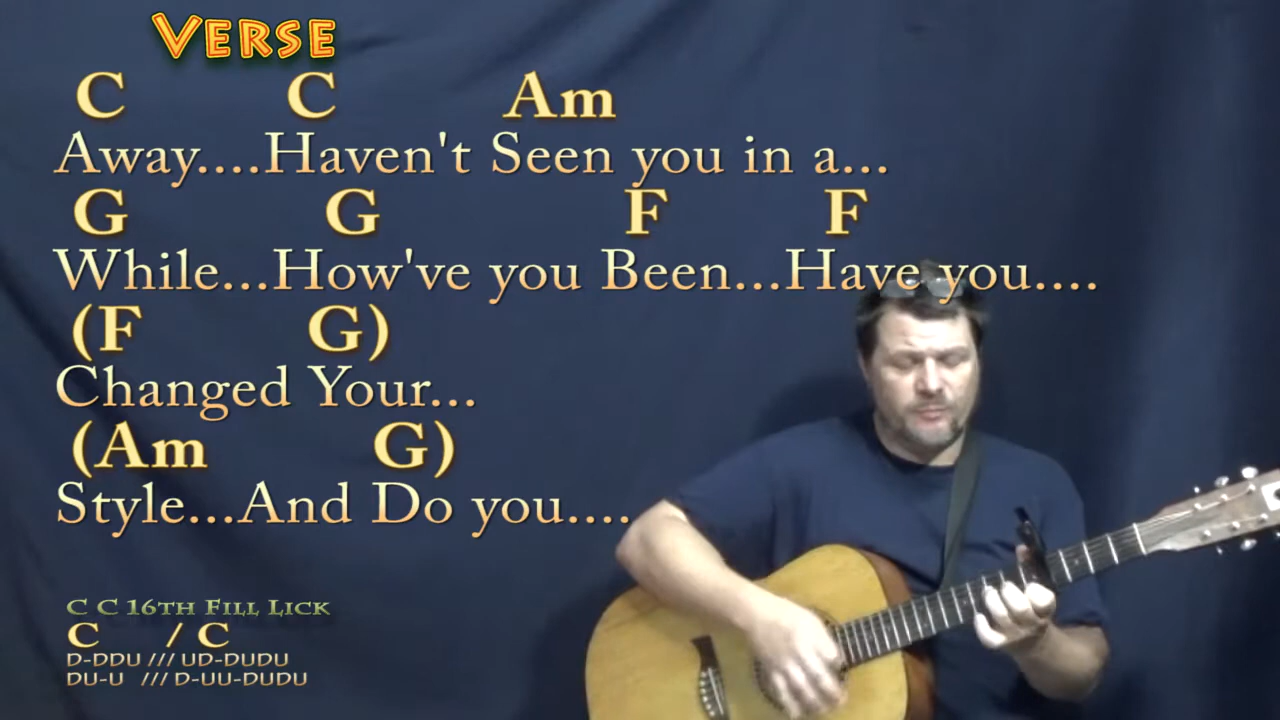 VERSE
C C Am
Away....Haven't Seen you in a...
G G F F
While...How've you Been...Have you....
(F G)
Changed Your...
(Am G)
Style...And Do you....
C C 16TH FILL LICK
C / C
D-DDU /// UD-DUDU
DU-U /// D-UU-DUDU